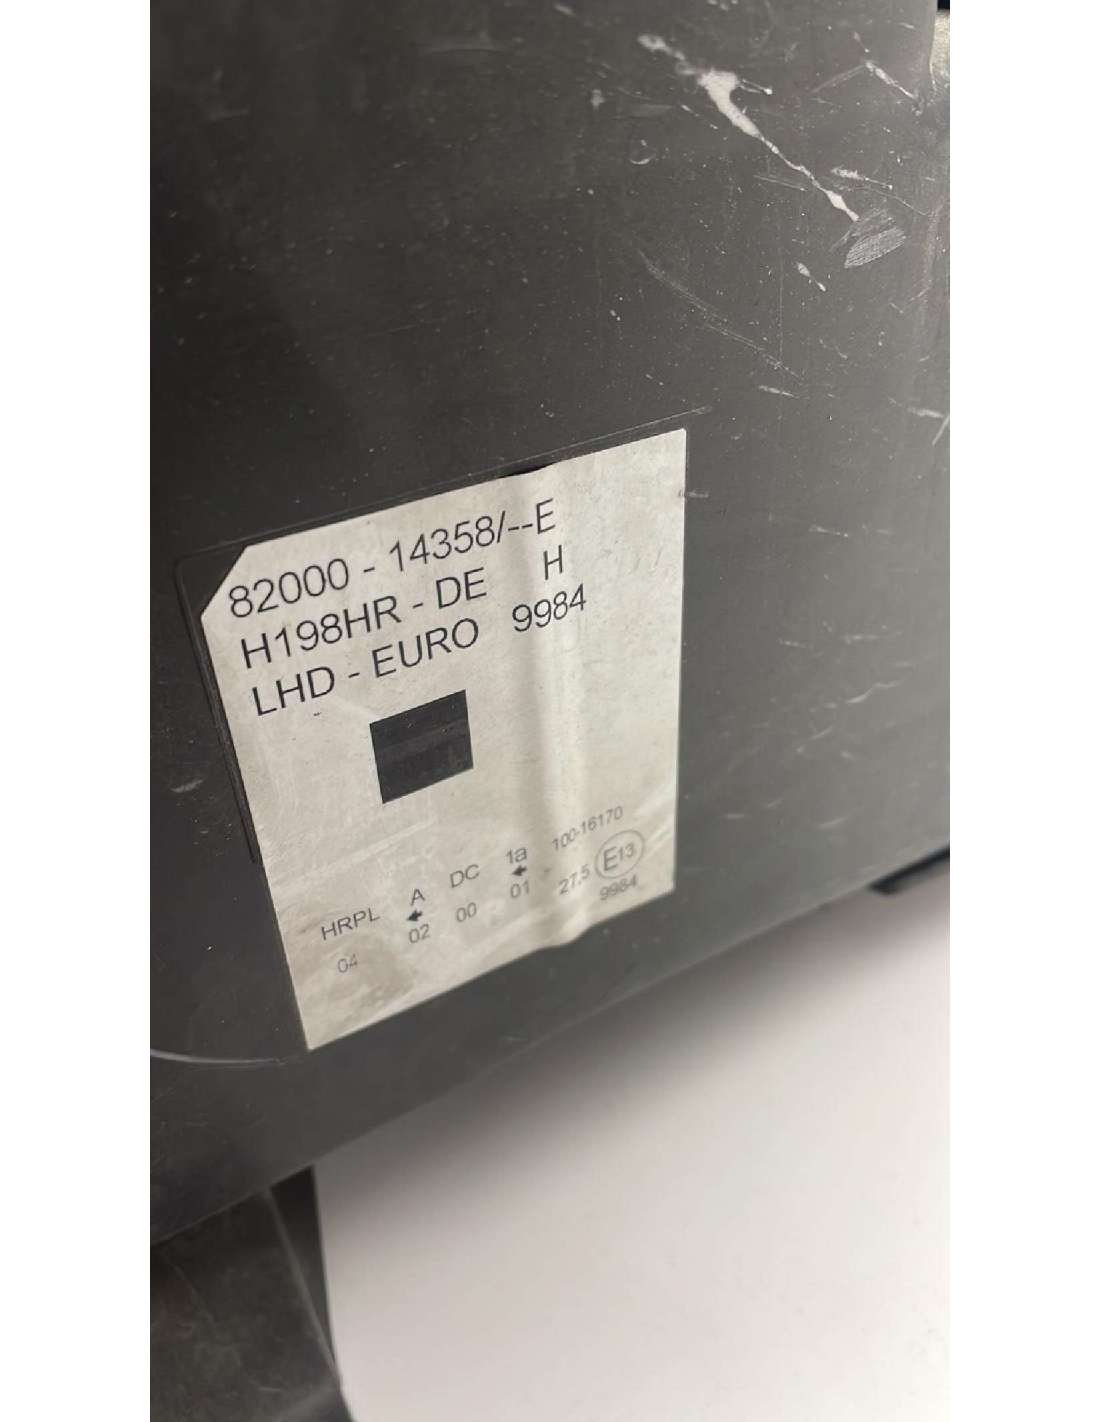 82000 - 14358/--E
H198HR - DE H
LHD - EURO 9984
HRPL A DC 1a 100-16170
04 02 00 01 27,5 E13
9984